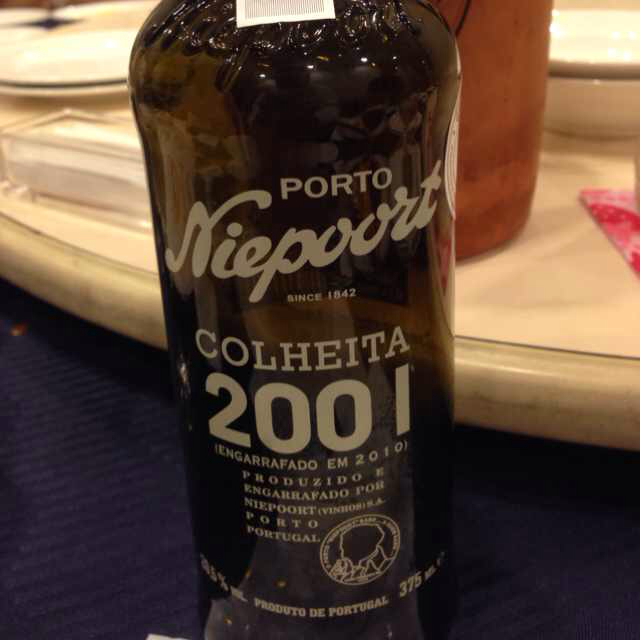 PORTO
Niepoort
SINCE 1842
COLHEITA
2001
(ENGARRAFADO EM 2010)
PRODUZIDO E
ENGARRAFADO POR
NIEPOORT (VINHOS) S.A.
PORTO
PORTUGAL
375 ML
PRODUTO DE PORTUGAL